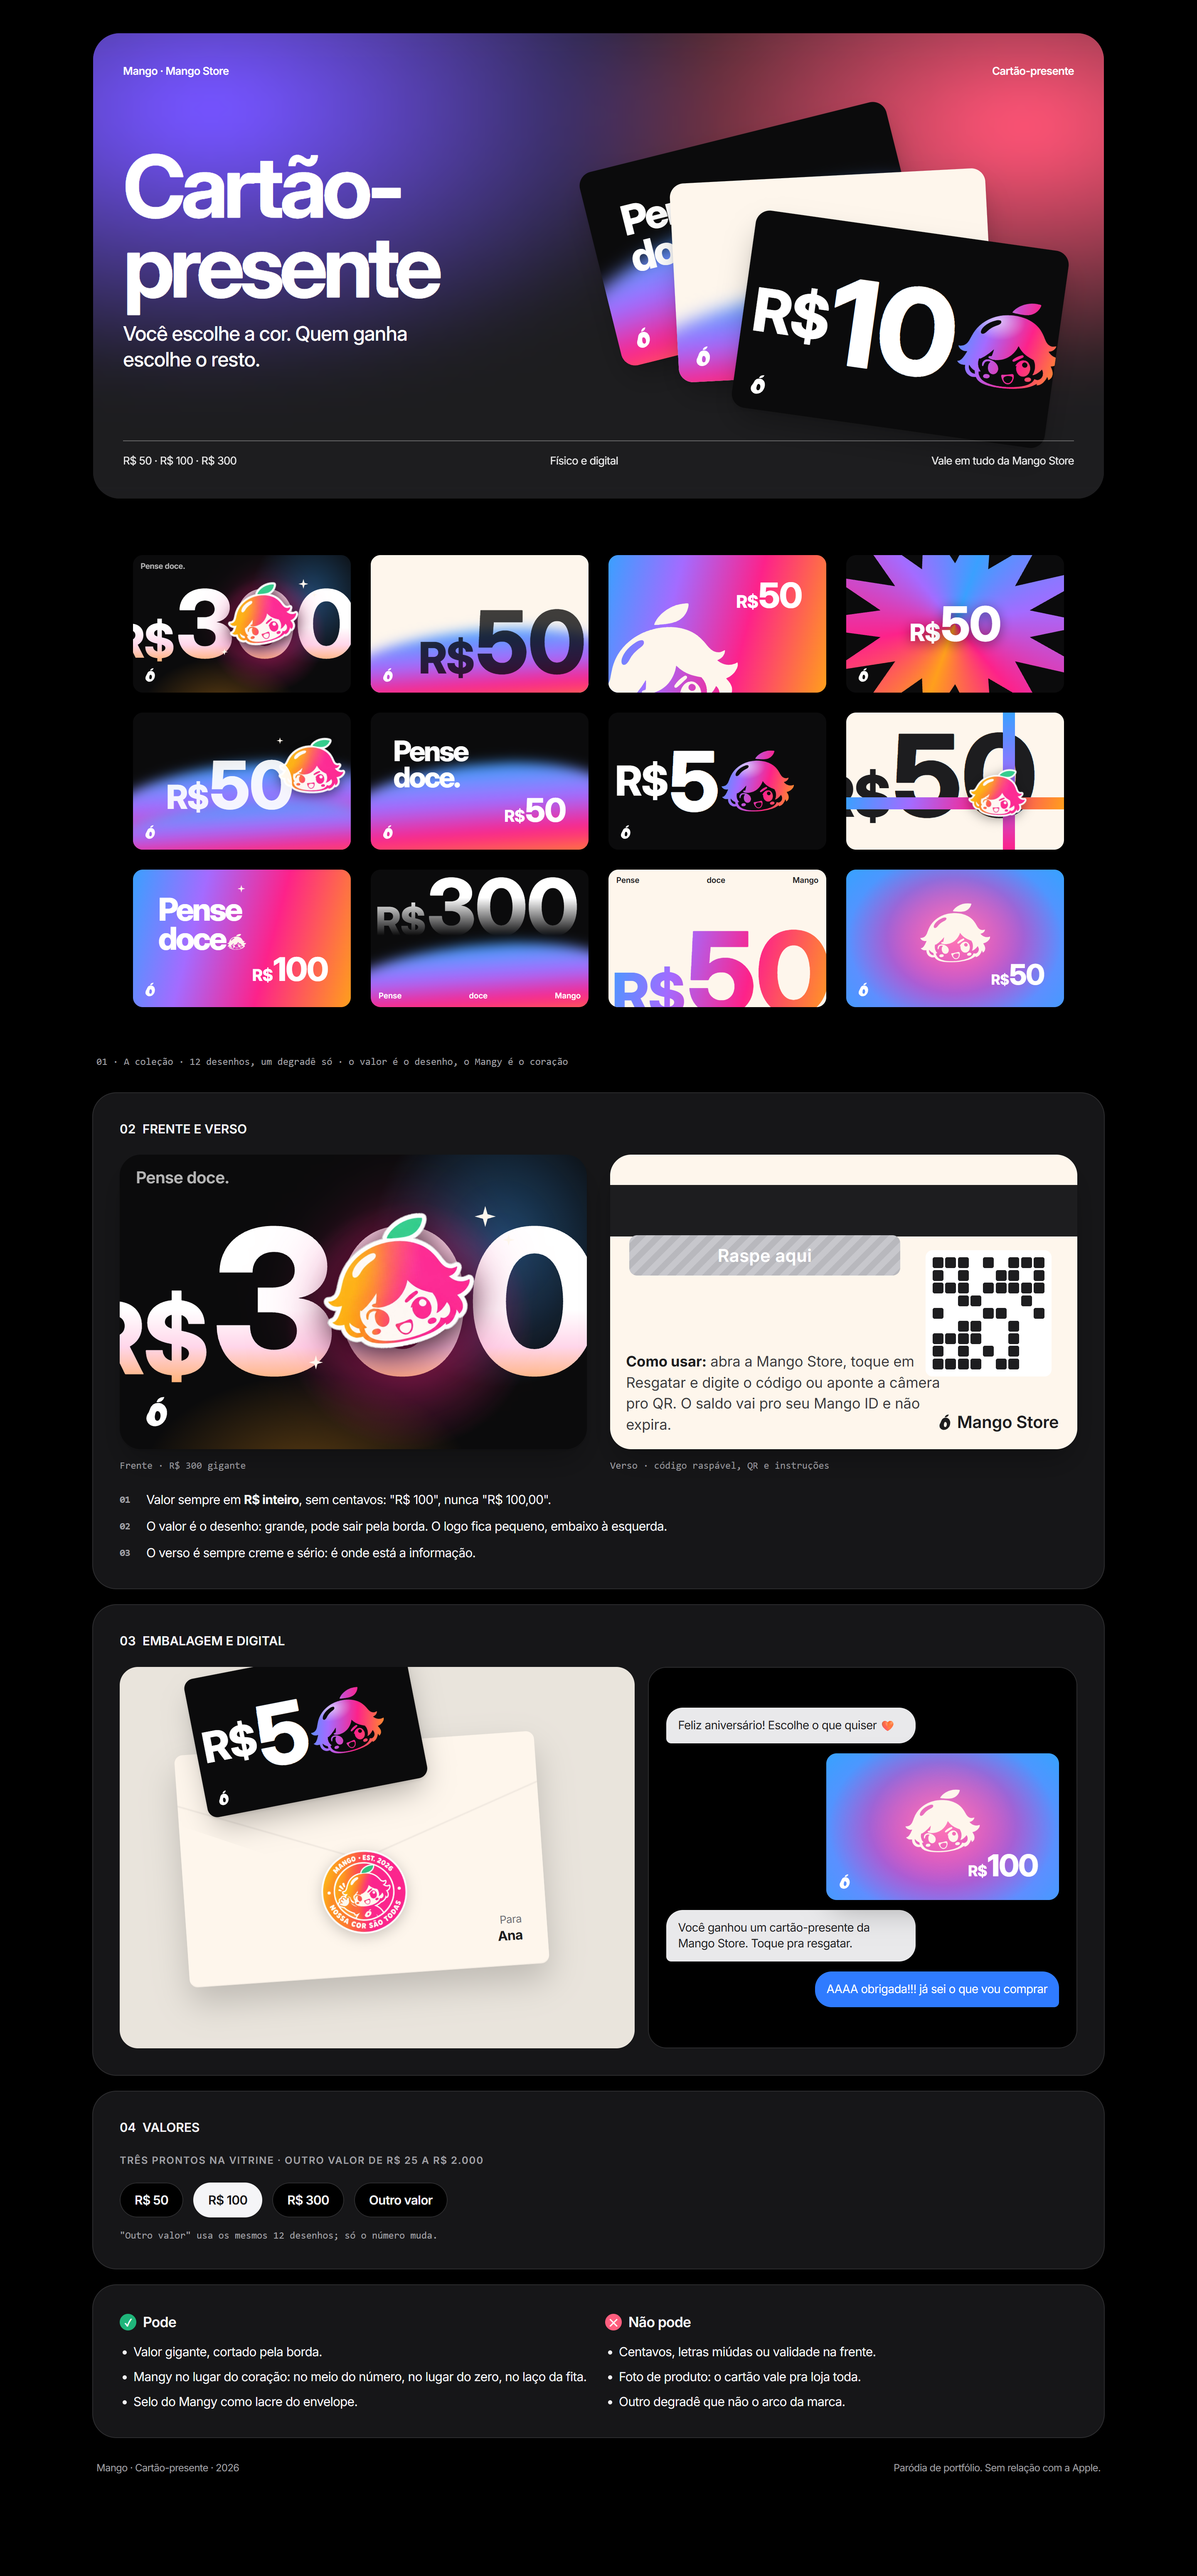 Mango · Mango Store
Cartão-presente
Cartão-
presente
Você escolhe a cor. Quem ganha
escolhe o resto.
Pen
do
R$10
R$ 50 · R$ 100 · R$ 300
Físico e digital
Vale em tudo da Mango Store
Pense doce.
R$300
R$50
R$50
R$50
R$50
Pense
doce.
R$50
R$5
R$50
Pense
doce
R$100
R$300
Pense doce Mango
Pense doce Mango
R$50
R$50
01 · A coleção · 12 desenhos, um degradê só · o valor é o desenho, o Mangy é o coração
02 FRENTE E VERSO
Pense doce.
R$300
Raspe aqui
Como usar: abra a Mango Store, toque em
Resgatar e digite o código ou aponte a câmera
pro QR. O saldo vai pro seu Mango ID e não
expira.
Mango Store
Frente · R$ 300 gigante
Verso · código raspável, QR e instruções
01 Valor sempre em R$ inteiro, sem centavos: "R$ 100", nunca "R$ 100,00".
02 O valor é o desenho: grande, pode sair pela borda. O logo fica pequeno, embaixo à esquerda.
03 O verso é sempre creme e sério: é onde está a informação.
03 EMBALAGEM E DIGITAL
R$5
MANGO · EST. 2026
NOSSA COR SÃO TODAS
Para
Ana
Feliz aniversário! Escolhe o que quiser 🧡
R$100
Você ganhou um cartão-presente da
Mango Store. Toque pra resgatar.
AAAA obrigada!!! já sei o que vou comprar
04 VALORES
TRÊS PRONTOS NA VITRINE · OUTRO VALOR DE R$ 25 A R$ 2.000
R$ 50
R$ 100
R$ 300
Outro valor
"Outro valor" usa os mesmos 12 desenhos; só o número muda.
Pode
• Valor gigante, cortado pela borda.
• Mangy no lugar do coração: no meio do número, no lugar do zero, no laço da fita.
• Selo do Mangy como lacre do envelope.
Não pode
• Centavos, letras miúdas ou validade na frente.
• Foto de produto: o cartão vale pra loja toda.
• Outro degradê que não o arco da marca.
Mango · Cartão-presente · 2026
Paródia de portfólio. Sem relação com a Apple.